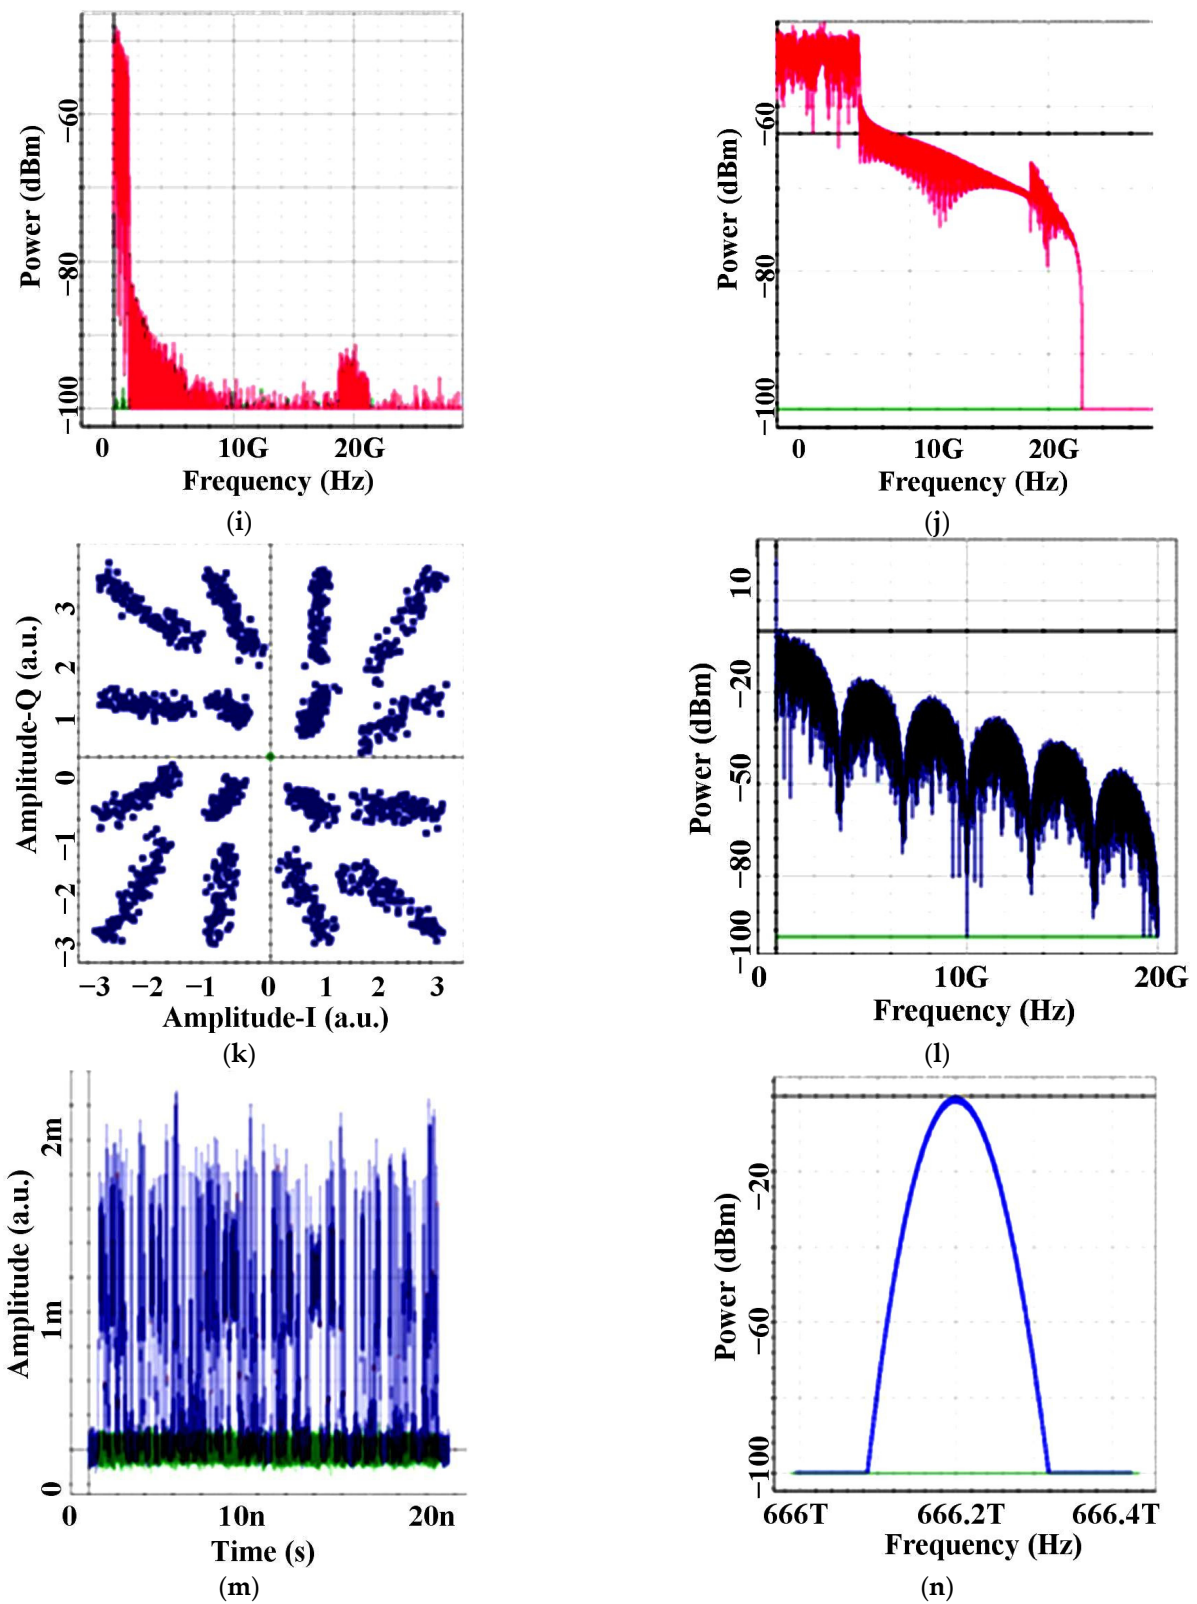 −60
−80
−100
Power (dBm)
0 10G 20G
Frequency (Hz)
(i)
−60
−80
−100
Power (dBm)
0 10G 20G
Frequency (Hz)
(j)
3
2
1
0
−1
−2
−3
Amplitude-Q (a.u.)
−3 −2 −1 0 1 2 3
Amplitude-I (a.u.)
(k)
10
−20
−50
−80
−100
Power (dBm)
0 10G 20G
Frequency (Hz)
(l)
2m
1m
0
Amplitude (a.u.)
0 10n 20n
Time (s)
(m)
−20
−60
−100
Power (dBm)
666T 666.2T 666.4T
Frequency (Hz)
(n)